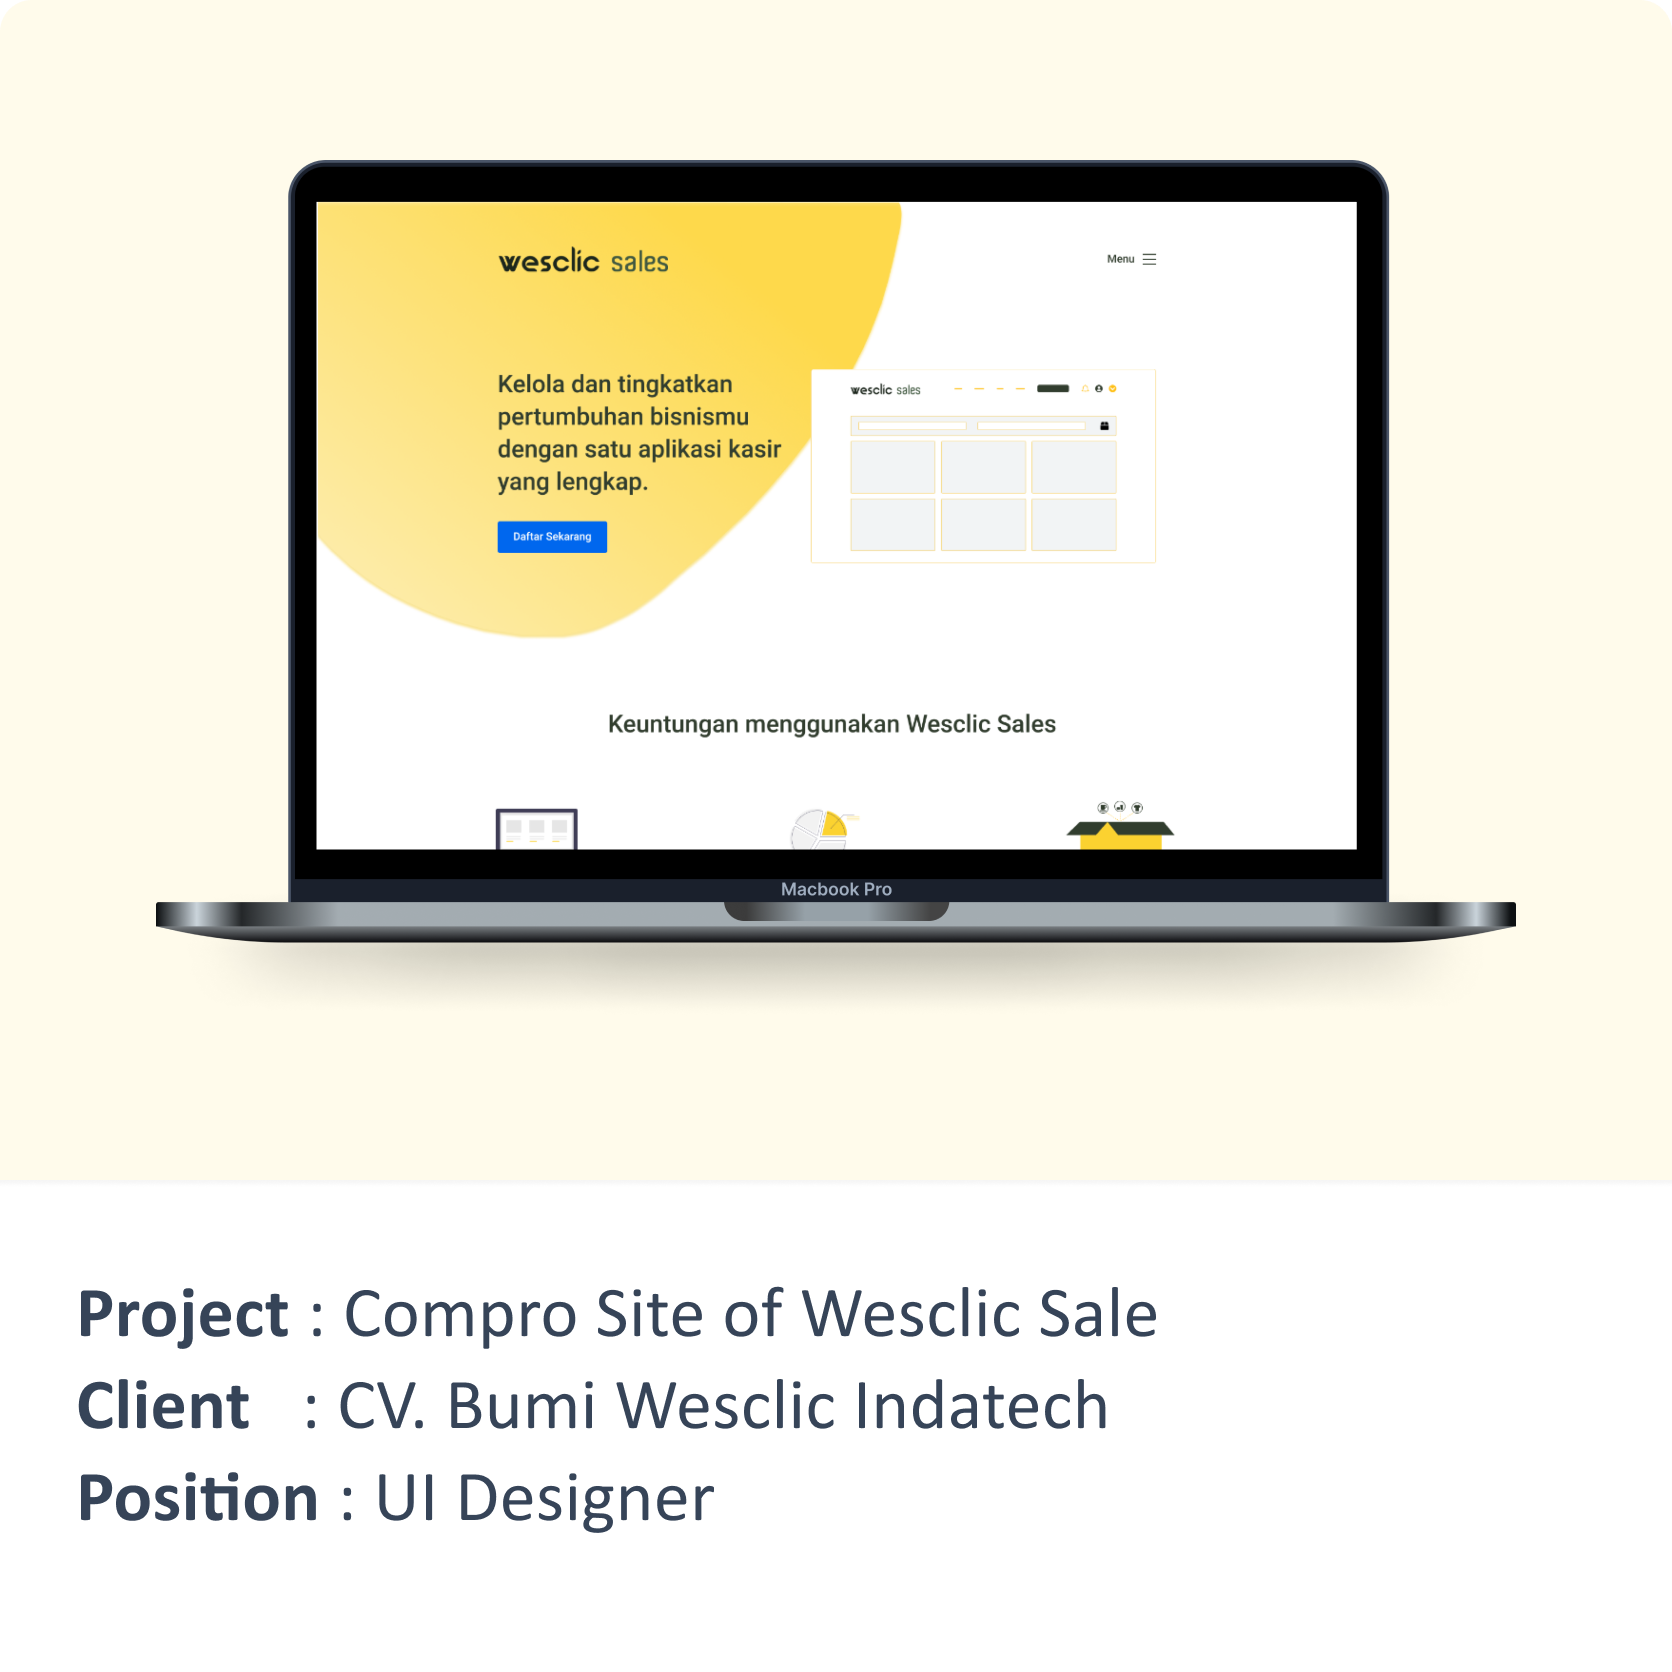 wesclic sales
Menu
Kelola dan tingkatkan
pertumbuhan bisnismu
dengan satu aplikasi kasir
yang lengkap.
Daftar Sekarang
wesclic sales
Keuntungan menggunakan Wesclic Sales
Macbook Pro
Project : Compro Site of Wesclic Sale
Client : CV. Bumi Wesclic Indatech
Position : UI Designer